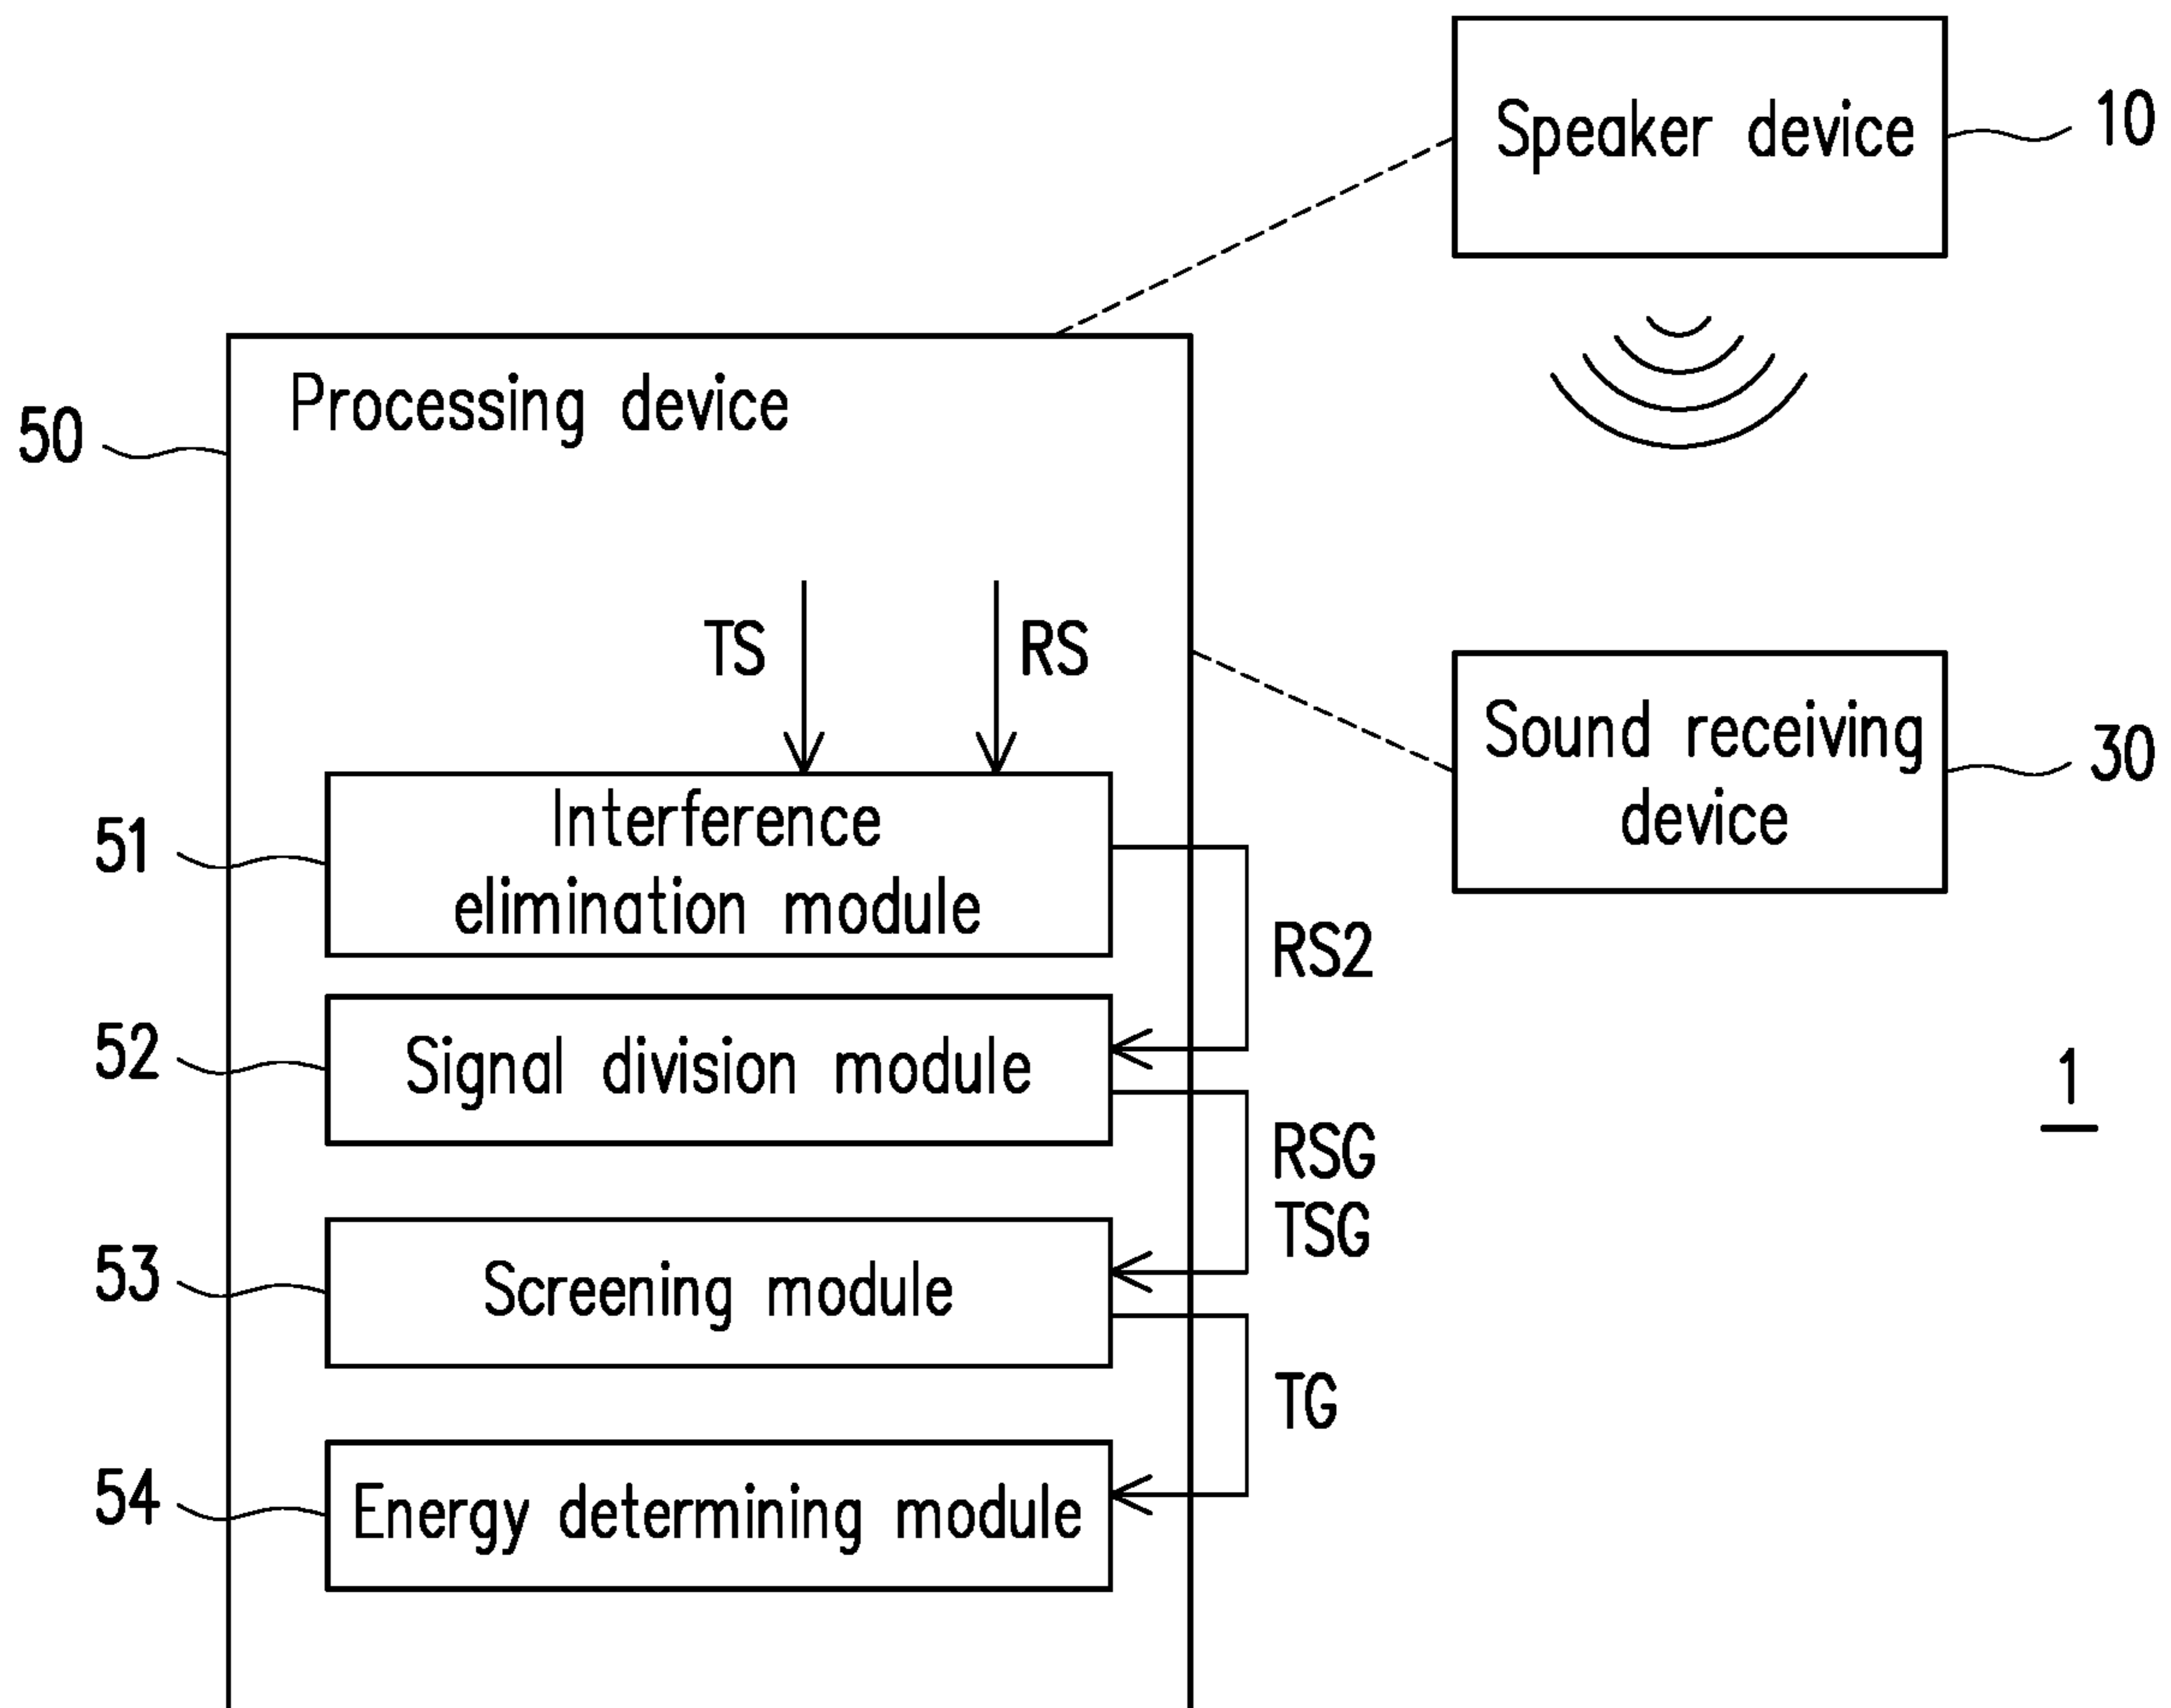 Speaker device
10
Processing device
50
TS
RS
Sound receiving
device
30
Interference
elimination module
51
RS2
Signal division module
52
1
RSG
TSG
Screening module
53
TG
Energy determining module
54